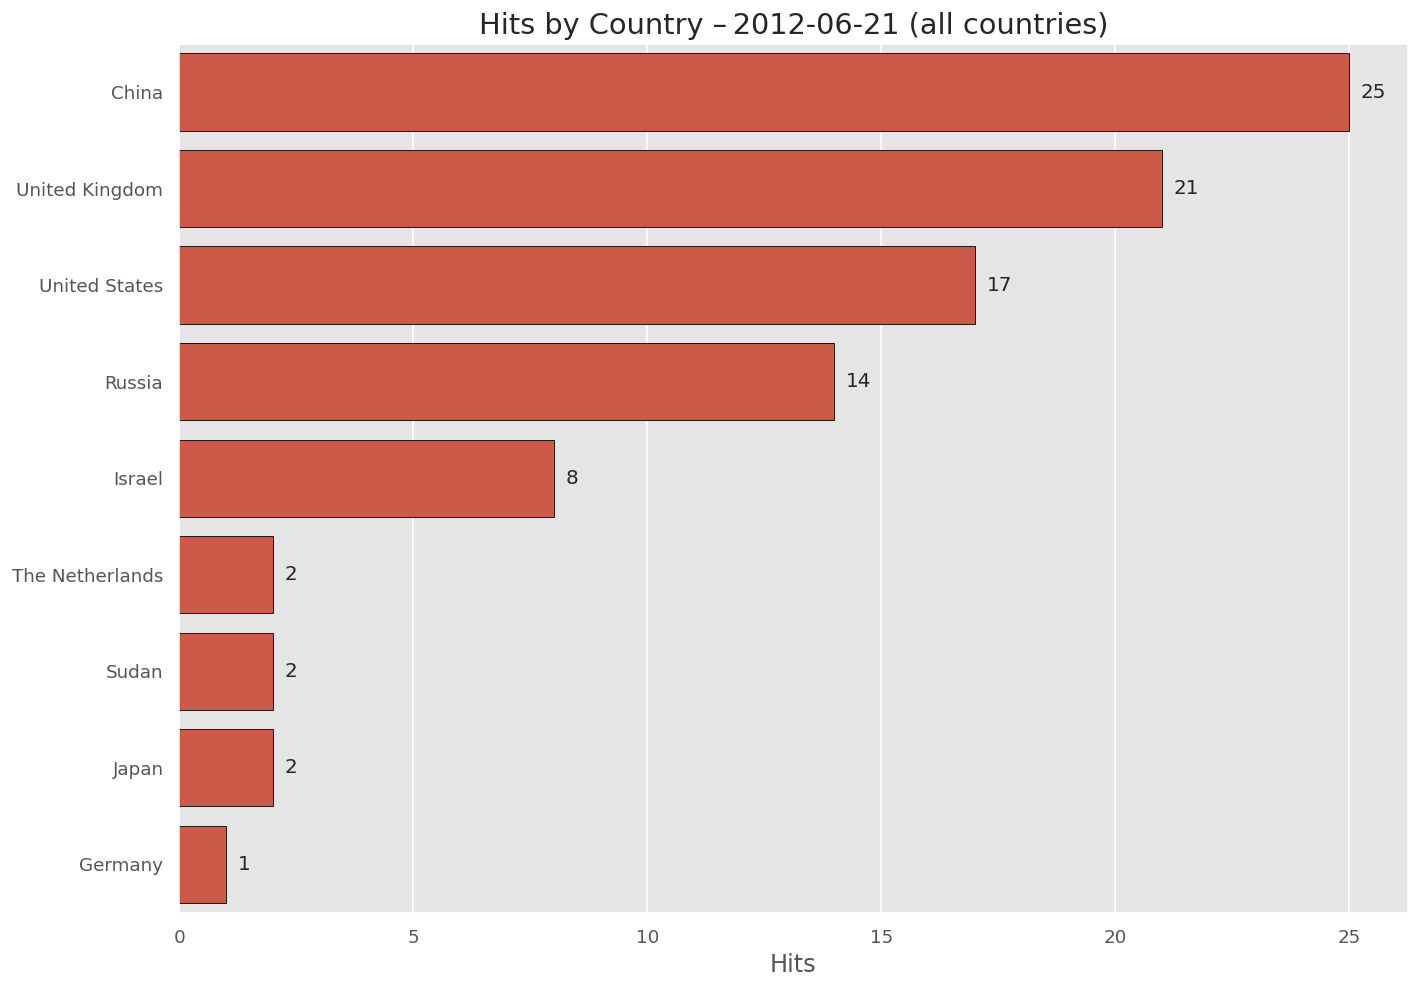 Hits by Country – 2012-06-21 (all countries)
China 25
United Kingdom 21
United States 17
Russia 14
Israel 8
The Netherlands 2
Sudan 2
Japan 2
Germany 1
0 5 10 15 20 25
Hits